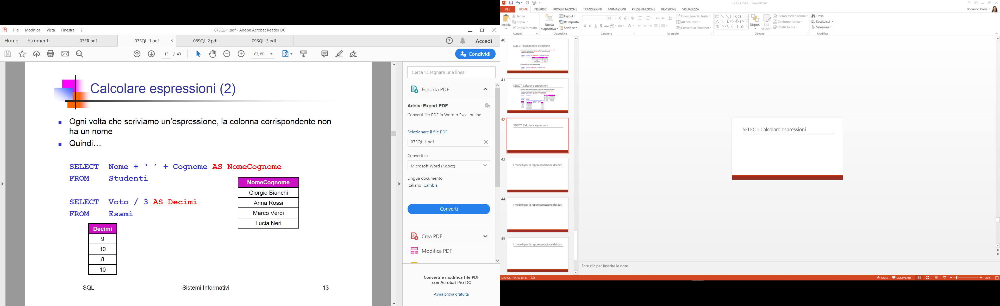 File Modifica Vista Finestra ?
07SQL-1.pdf - Adobe Acrobat Reader DC
Home Strumenti 03ER.pdf 07SQL-1.pdf 08SQL-2.pdf 09SQL-3.pdf Accedi
13 / 43 83,1% Condividi
Calcolare espressioni (2)
Ogni volta che scriviamo un'espressione, la colonna corrispondente non
ha un nome
Quindi…
SELECT Nome + ‘ ’ + Cognome AS NomeCognome
FROM Studenti
NomeCognome
Giorgio Bianchi
Anna Rossi
Marco Verdi
Lucia Neri
SELECT Voto / 3 AS Decimi
FROM Esami
Decimi
9
10
8
10
SQL Sistemi Informativi 13
Cerca 'Disegnare una linea'
Esporta PDF
Adobe Export PDF
Converti file PDF in Word o Excel online
Selezionare il file PDF
07SQL-1.pdf
Converti in
Microsoft Word (*.docx)
Lingua documento:
Italiano Cambia
Converti
Crea PDF
Modifica PDF
Converti e modifica file PDF
con Acrobat Pro DC
Avvia prova gratuita
CORSO SQL - PowerPoint
FILE HOME INSERISCI PROGETTAZIONE TRANSIZIONI ANIMAZIONI PRESENTAZIONE REVISIONE VISUALIZZA
Bonanno Daria
Incolla
Taglia
Copia
Copia formato
Appunti
Nuova
diapositiva
Layout
Reimposta
Sezione
Diapositive
48
G C S S abc AV Aa A
Carattere
Orientamento testo
Allinea testo
Converti in SmartArt
Paragrafo
Disponi
Stili
veloci
Riempimento forma
Contorno forma
Effetti forma
Disegno
Trova
Sostituisci
Seleziona
Modifica
40
SELECT: Rinominare le colonne
41
SELECT: Calcolare espressioni
42
SELECT: Calcolare espressioni
43
I modelli per la rappresentazione dei dati
44
I modelli per la rappresentazione dei dati
45
I modelli per la rappresentazione dei dati
SELECT: Calcolare espressioni
Fare clic per inserire le note
DIAPOSITIVA 42 DI 47
NOTE COMMENTI 33%